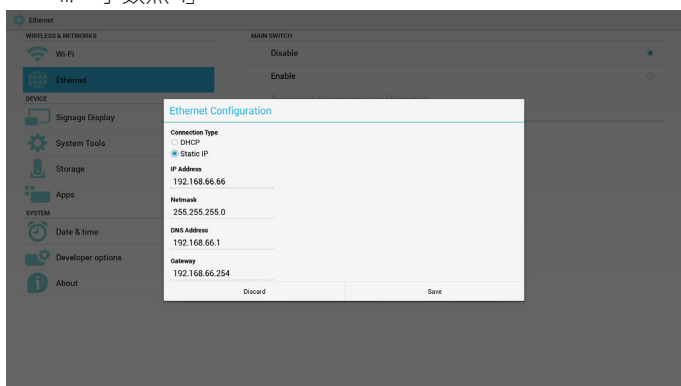 Ethernet
WIRELESS & NETWORKS
Wi-Fi
Ethernet
DEVICE
Signage Display
System Tools
Storage
Apps
SYSTEM
Date & time
Developer options
About
MAIN SWITCH
Disable
Enable
Ethernet Configuration
Connection Type
DHCP
Static IP
IP Address
192.168.66.66
Netmask
255.255.255.0
DNS Address
192.168.66.1
Gateway
192.168.66.254
Discard
Save